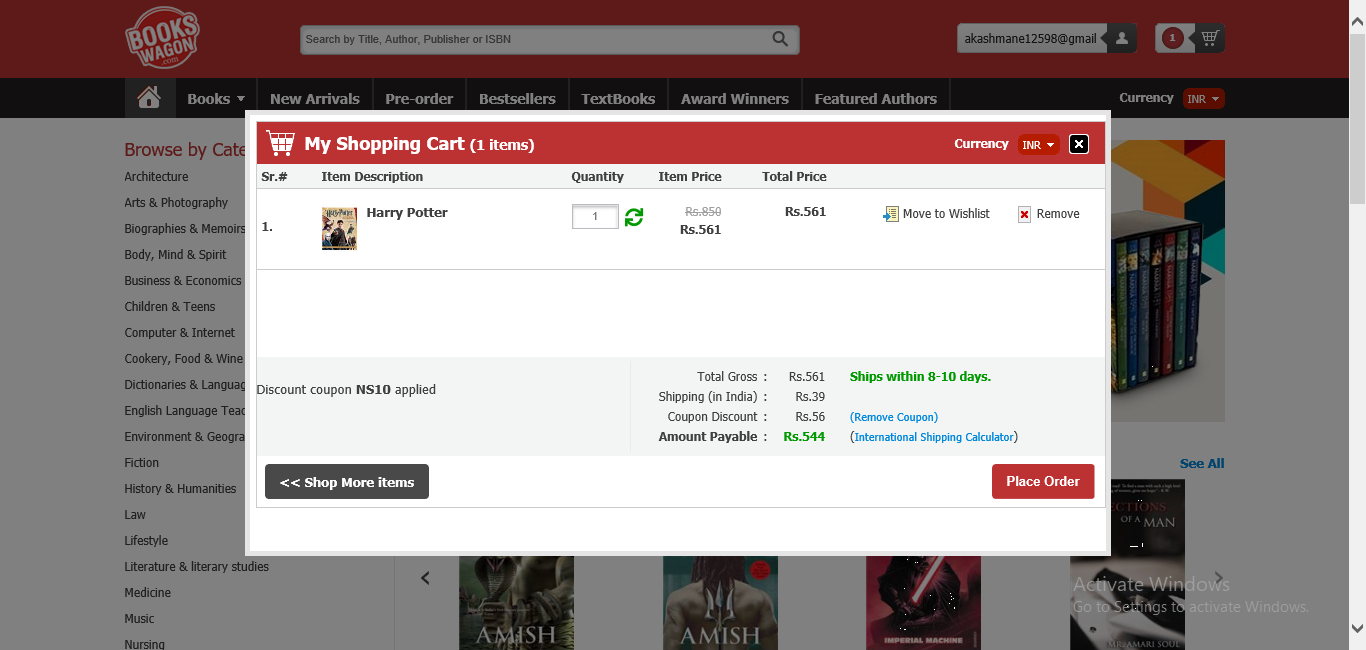 BOOKS
WAGON
.com
Search by Title, Author, Publisher or ISBN
akashmane12598@gmail
1
Books
New Arrivals
Pre-order
Bestsellers
TextBooks
Award Winners
Featured Authors
Currency
INR
Browse by Cate
Architecture
Arts & Photography
Biographies & Memoirs
Body, Mind & Spirit
Business & Economics
Children & Teens
Computer & Internet
Cookery, Food & Wine
Dictionaries & Languag
English Language Teac
Environment & Geogra
Fiction
History & Humanities
Law
Lifestyle
Literature & literary studies
Medicine
Music
Nursing
My Shopping Cart (1 items)
Currency INR
Sr.# Item Description Quantity Item Price Total Price
1. Harry Potter 1 Rs.850 Rs.561 Move to Wishlist Remove
Rs.561
Discount coupon NS10 applied
Total Gross : Rs.561 Ships within 8-10 days.
Shipping (in India) : Rs.39
Coupon Discount : Rs.56 (Remove Coupon)
Amount Payable : Rs.544 (International Shipping Calculator)
<< Shop More items
Place Order
See All
AMISH
AMISH
IMPERIAL MACHINE
OF A MAN
Activate Windows
Go to Settings to activate Windows.